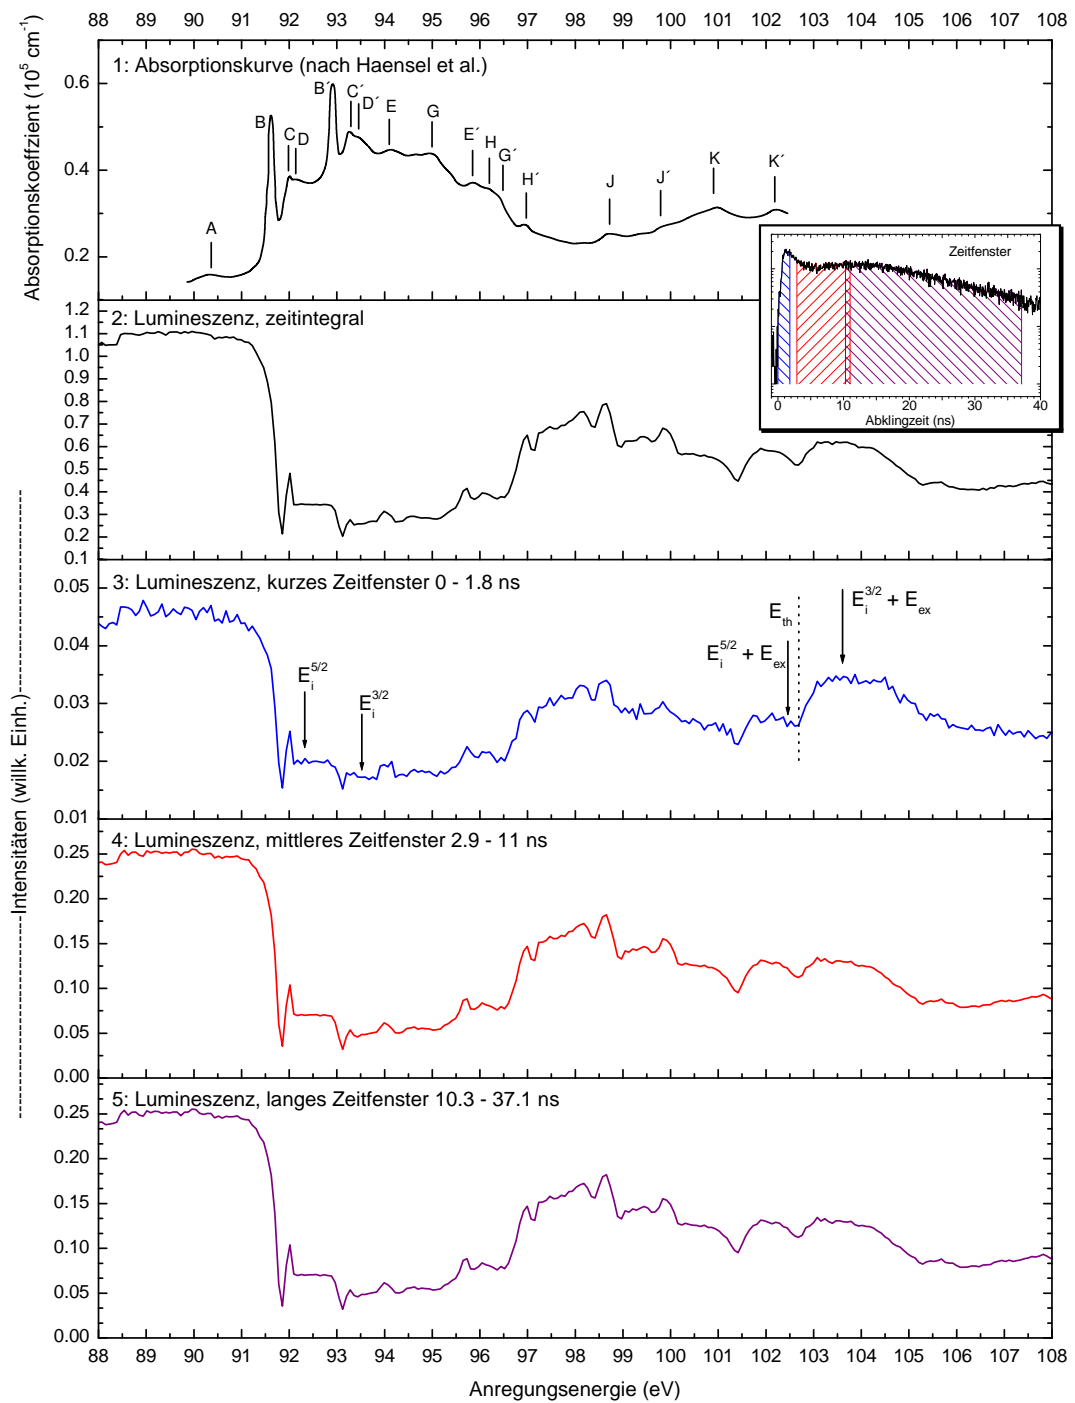 88 89 90 91 92 93 94 95 96 97 98 99 100 101 102 103 104 105 106 107 108
Absorptionskoeffzient (10⁵ cm⁻¹)
0.6
0.4
0.2
1: Absorptionskurve (nach Haensel et al.)
A B C D B´ C´ D´ E G E´ H G´ H´ J J´ K K´
Zeitfenster
0 10 20 30 40
Abklingzeit (ns)
1.2
1.1
1.0
0.9
0.8
0.7
0.6
0.5
0.4
0.3
0.2
0.1
2: Lumineszenz, zeitintegral
----------Intensitäten (willk. Einh.)----------
0.05
0.04
0.03
0.02
0.01
3: Lumineszenz, kurzes Zeitfenster 0 - 1.8 ns
E_i^5/2
E_i^3/2
E_i^5/2 + E_ex
E_th
E_i^3/2 + E_ex
0.25
0.20
0.15
0.10
0.05
0.00
4: Lumineszenz, mittleres Zeitfenster 2.9 - 11 ns
0.25
0.20
0.15
0.10
0.05
0.00
5: Lumineszenz, langes Zeitfenster 10.3 - 37.1 ns
88 89 90 91 92 93 94 95 96 97 98 99 100 101 102 103 104 105 106 107 108
Anregungsenergie (eV)